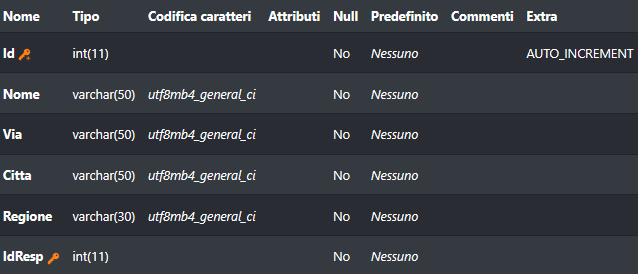 Nome Tipo Codifica caratteri Attributi Null Predefinito Commenti Extra
Id int(11) No Nessuno AUTO_INCREMENT
Nome varchar(50) utf8mb4_general_ci No Nessuno
Via varchar(50) utf8mb4_general_ci No Nessuno
Citta varchar(50) utf8mb4_general_ci No Nessuno
Regione varchar(30) utf8mb4_general_ci No Nessuno
IdResp int(11) No Nessuno